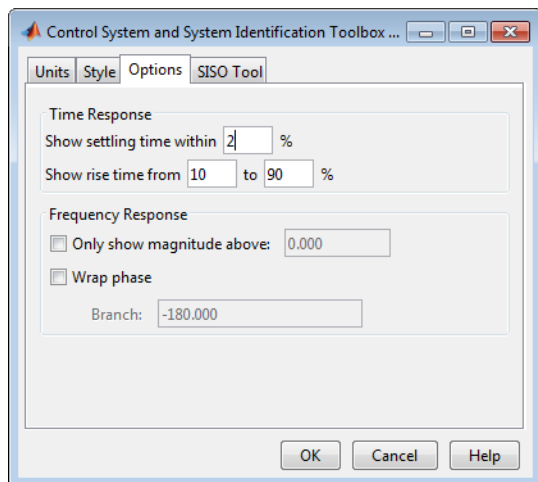 Control System and System Identification Toolbox ...
Units Style Options SISO Tool
Time Response
Show settling time within 2 %
Show rise time from 10 to 90 %
Frequency Response
Only show magnitude above: 0.000
Wrap phase
Branch: -180.000
OK Cancel Help